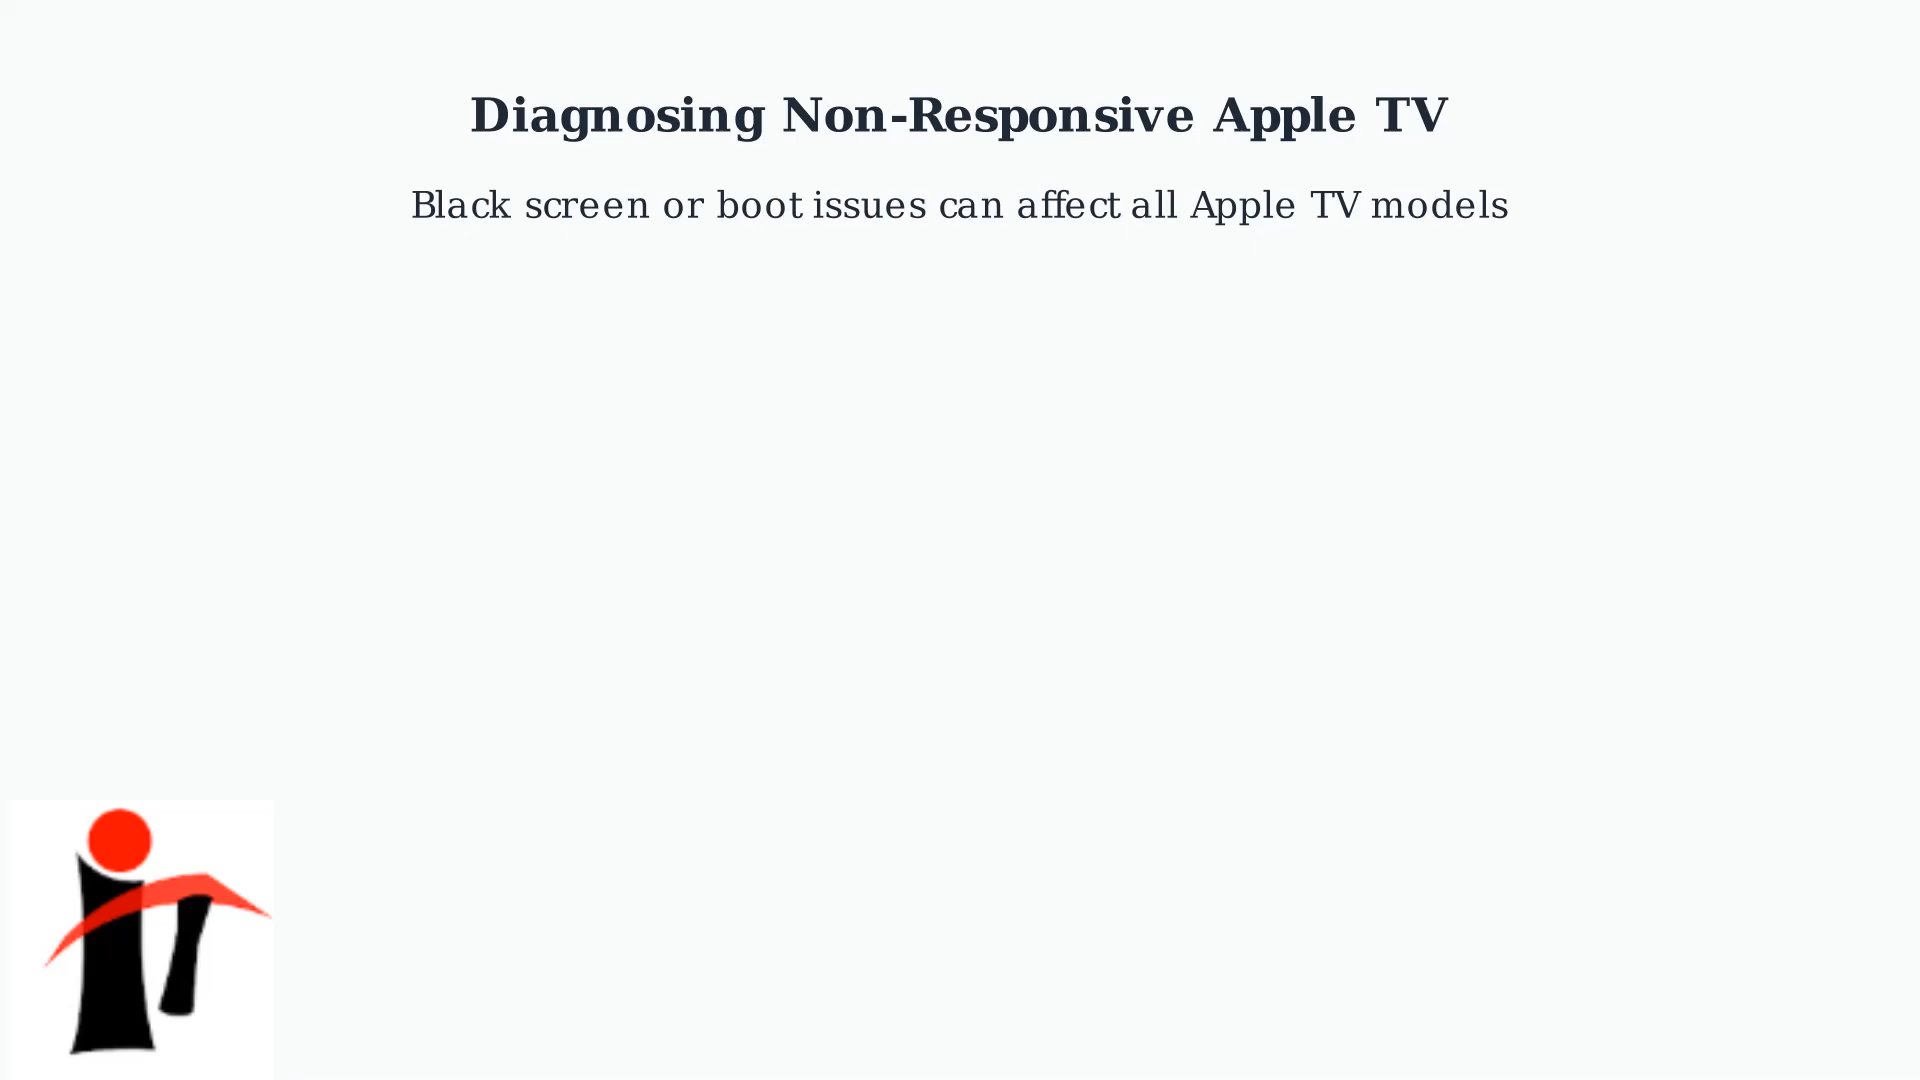 Diagnosing Non-Responsive Apple TV
Black screen or boot issues can affect all Apple TV models